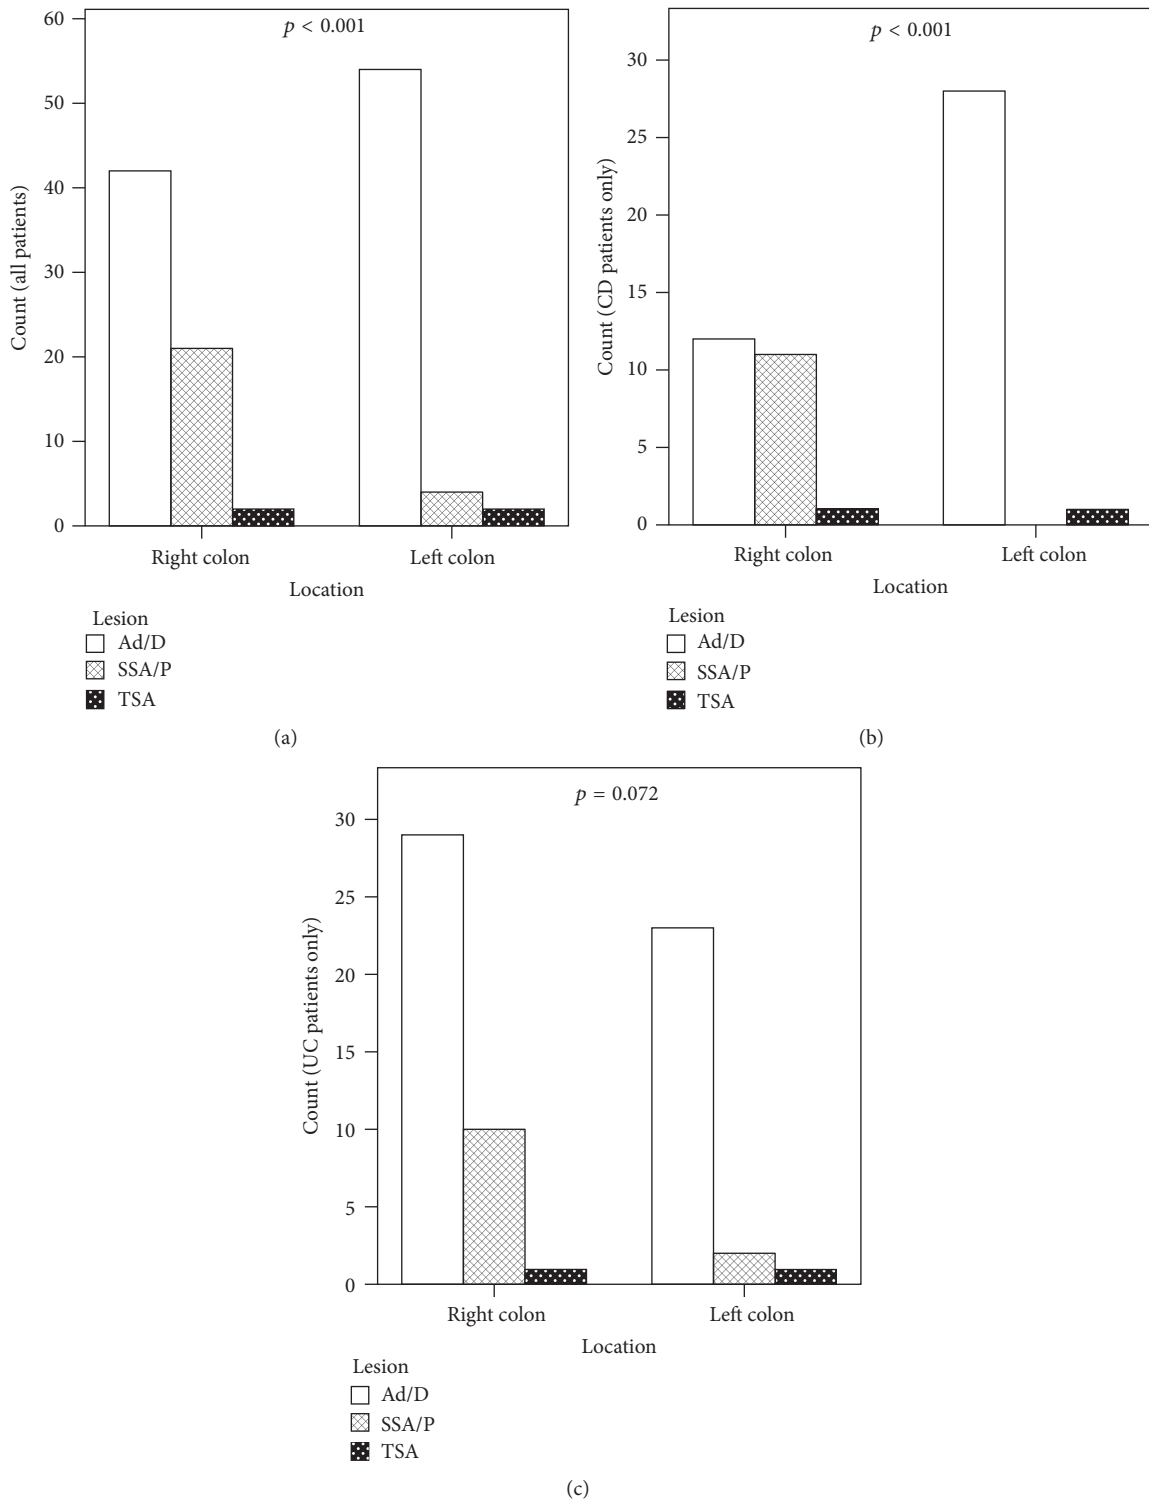 p < 0.001
60
50
40
30
20
10
0
Count (all patients)
Right colon
Left colon
Location
Lesion
Ad/D
SSA/P
TSA
(a)
p < 0.001
30
25
20
15
10
5
0
Count (CD patients only)
Right colon
Left colon
Location
Lesion
Ad/D
SSA/P
TSA
(b)
p = 0.072
30
25
20
15
10
5
0
Count (UC patients only)
Right colon
Left colon
Location
Lesion
Ad/D
SSA/P
TSA
(c)